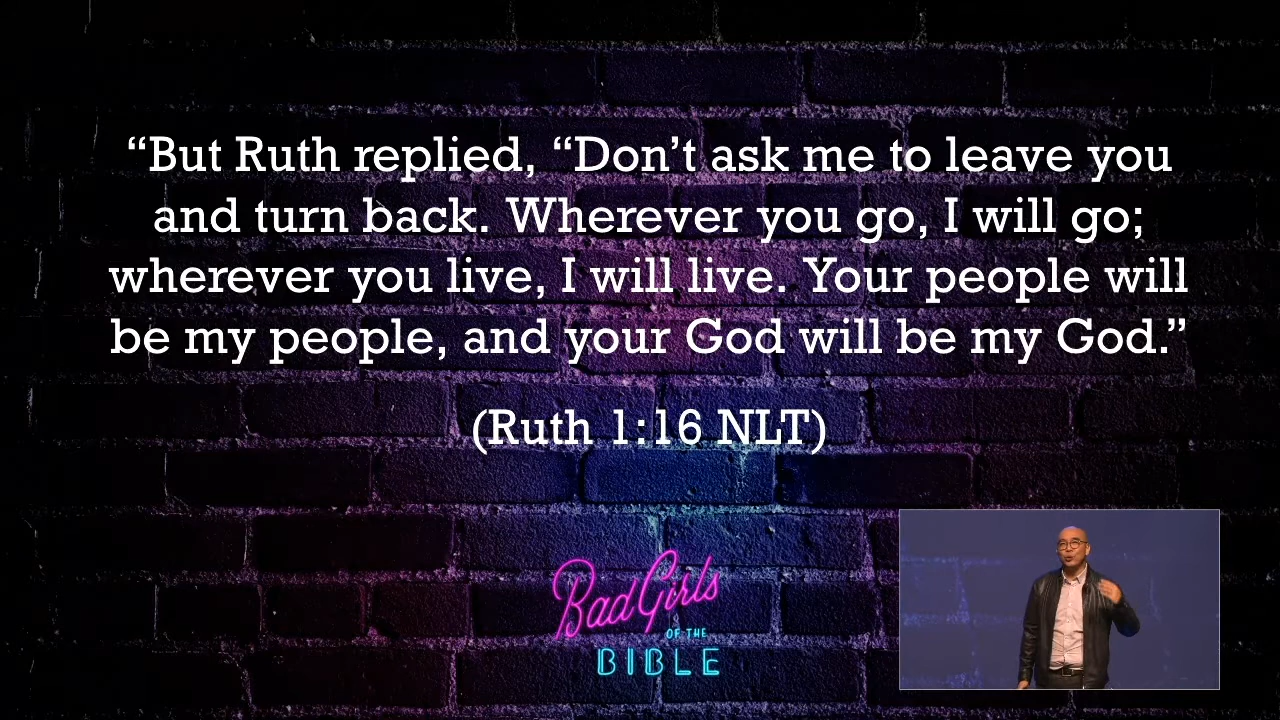 “But Ruth replied, “Don’t ask me to leave you
and turn back. Wherever you go, I will go;
wherever you live, I will live. Your people will
be my people, and your God will be my God.”
(Ruth 1:16 NLT)
Bad Girls
OF THE
BIBLE